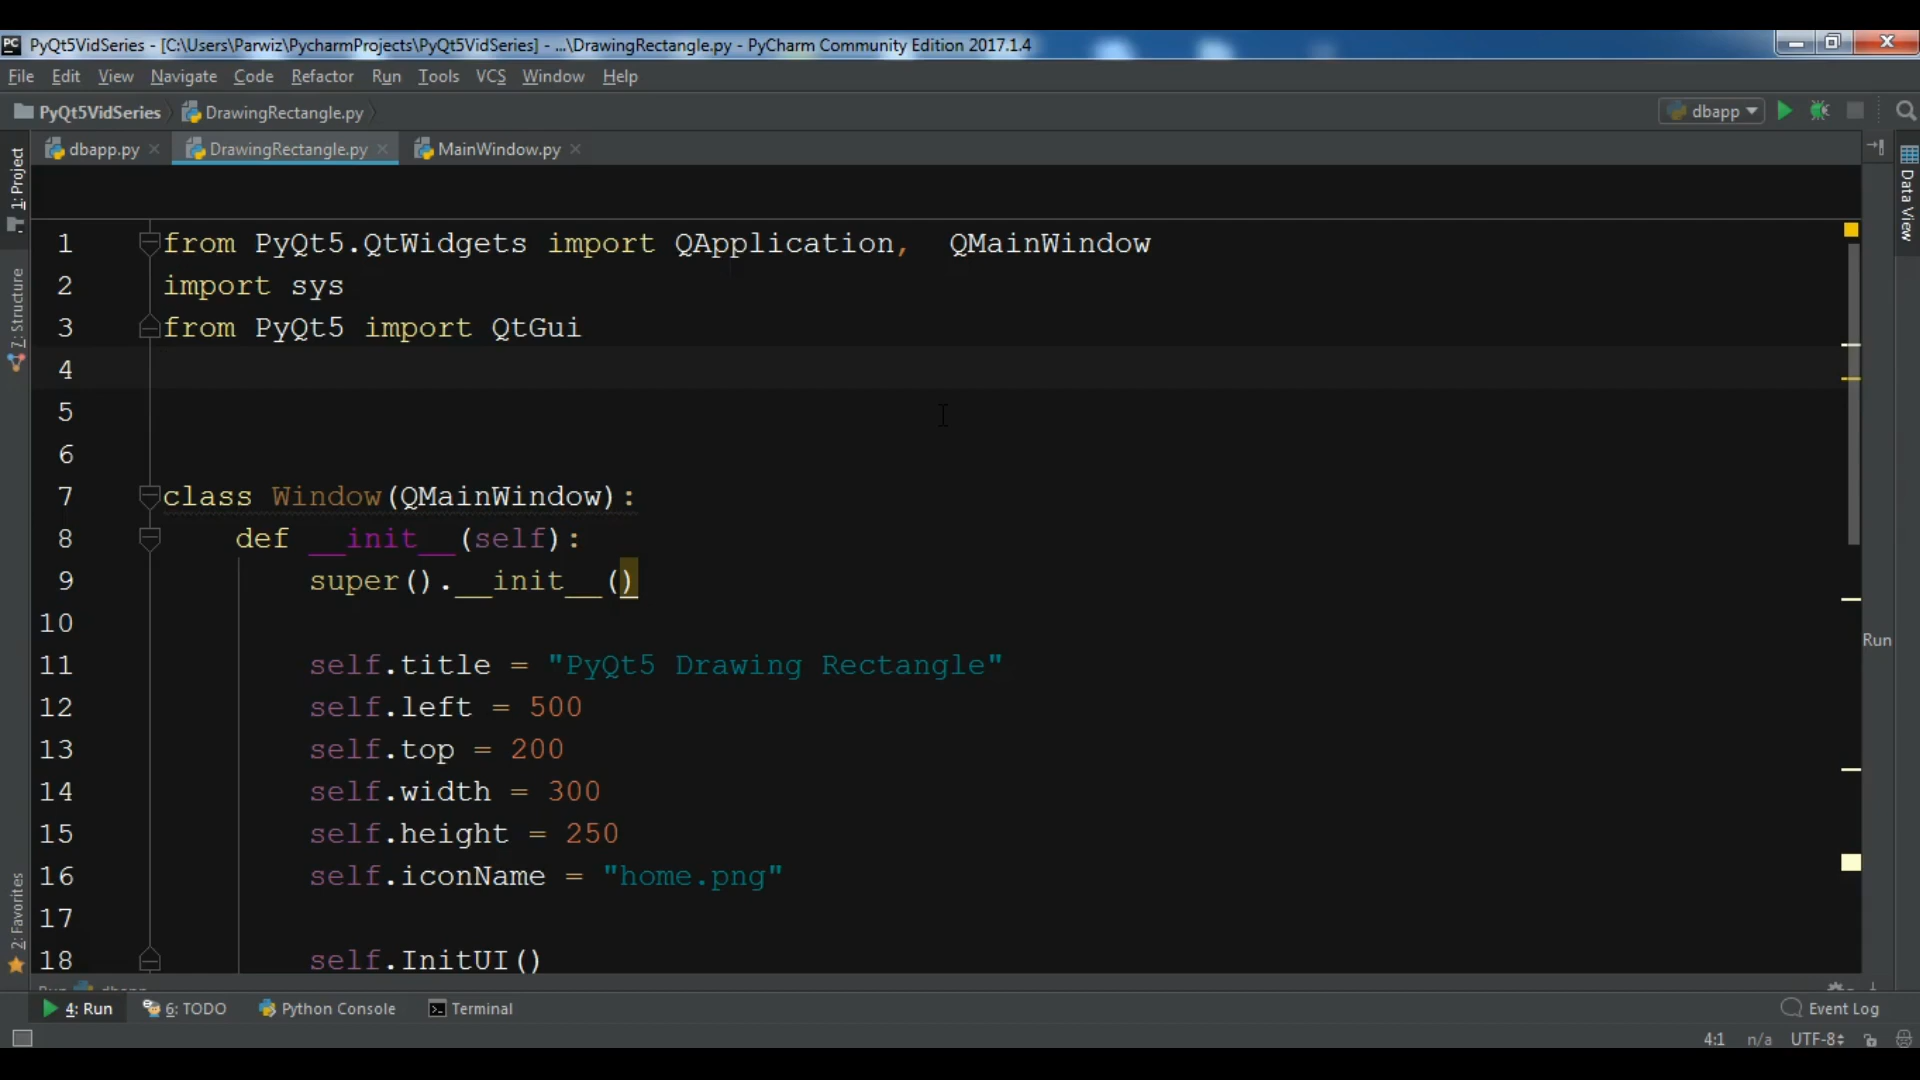 PyQt5VidSeries - [C:\Users\Parwiz\PycharmProjects\PyQt5VidSeries] - ...\DrawingRectangle.py - PyCharm Community Edition 2017.1.4
File Edit View Navigate Code Refactor Run Tools VCS Window Help
PyQt5VidSeries DrawingRectangle.py dbapp
dbapp.py DrawingRectangle.py MainWindow.py
1: Project
7: Structure
2: Favorites
Data View
Run
1 from PyQt5.QtWidgets import QApplication, QMainWindow
2 import sys
3 from PyQt5 import QtGui
4
5
6
7 class Window(QMainWindow):
8 def __init__(self):
9 super().__init__()
10
11 self.title = "PyQt5 Drawing Rectangle"
12 self.left = 500
13 self.top = 200
14 self.width = 300
15 self.height = 250
16 self.iconName = "home.png"
17
18 self.InitUI()
4: Run 6: TODO Python Console Terminal Event Log
4:1 n/a UTF-8